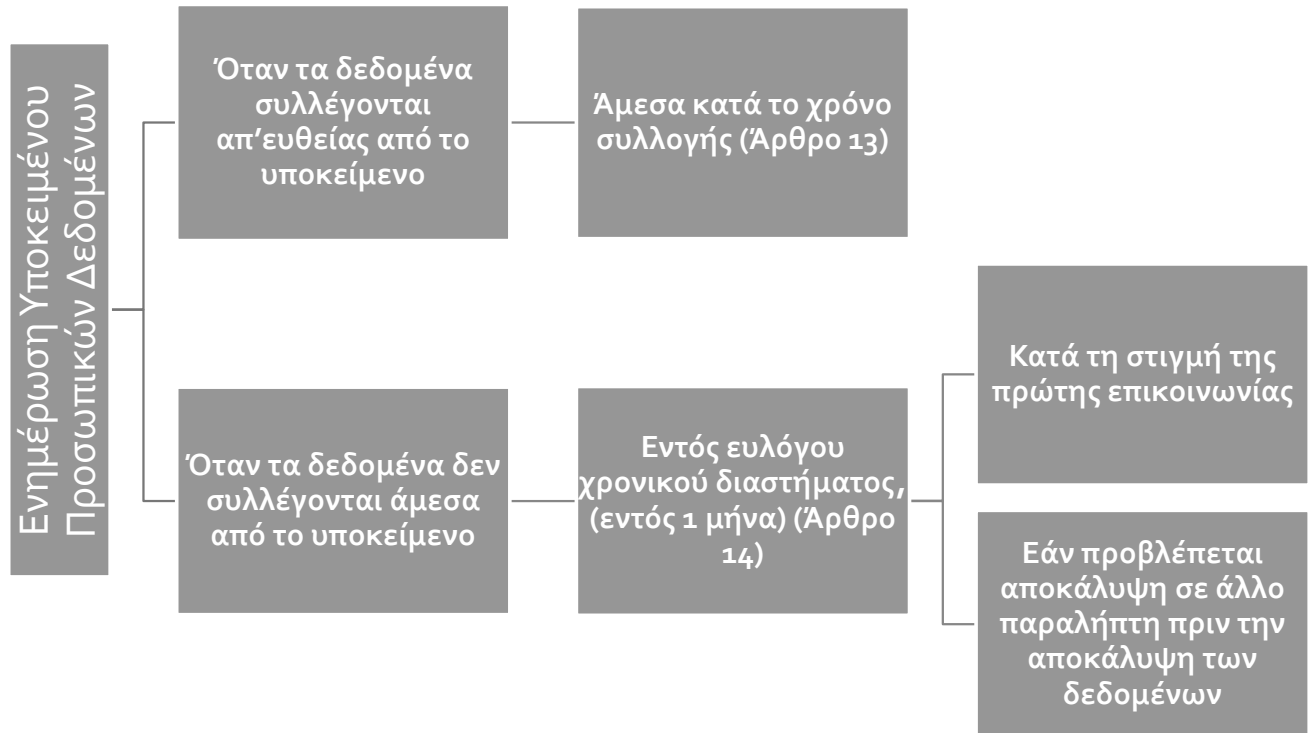 Ενημέρωση Υποκειμένου
Προσωπικών Δεδομένων
Όταν τα δεδομένα
συλλέγονται
απ’ευθείας από το
υποκείμενο
Άμεσα κατά το χρόνο
συλλογής (Άρθρο 13)
Όταν τα δεδομένα δεν
συλλέγονται άμεσα
από το υποκείμενο
Εντός ευλόγου
χρονικού διαστήματος,
(εντός 1 μήνα) (Άρθρο
14)
Κατά τη στιγμή της
πρώτης επικοινωνίας
Εάν προβλέπεται
αποκάλυψη σε άλλο
παραλήπτη πριν την
αποκάλυψη των
δεδομένων